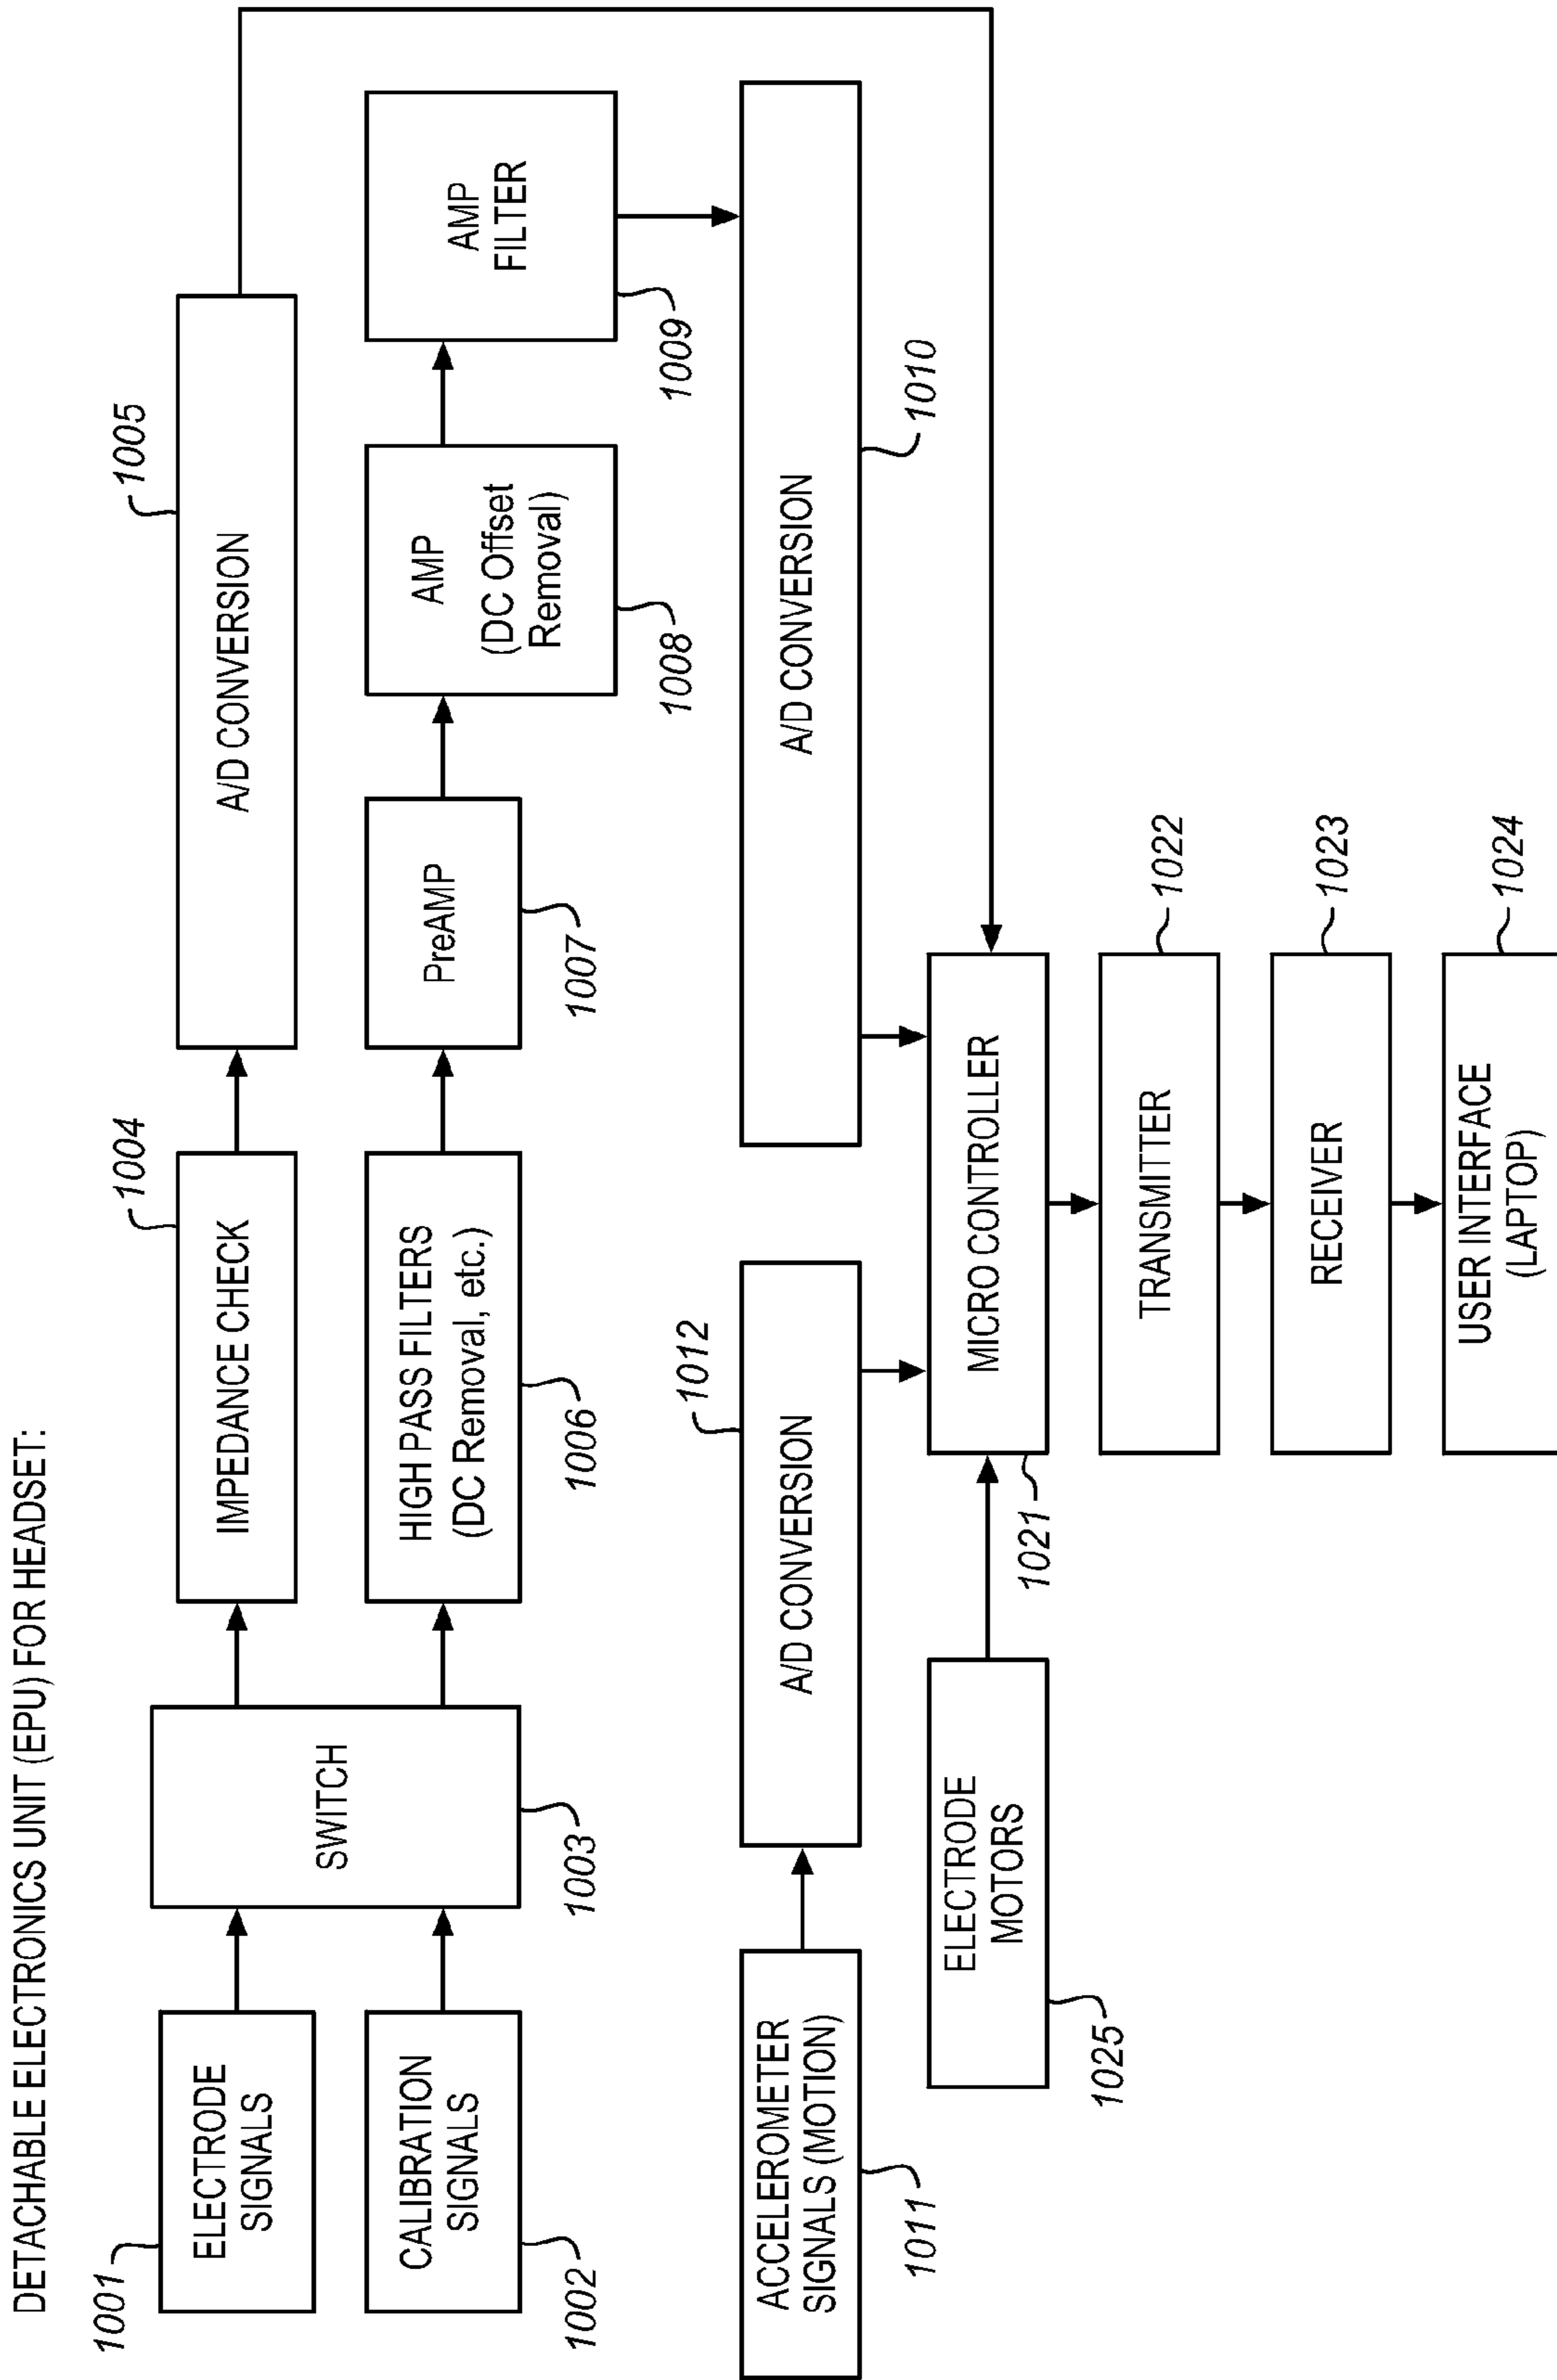 DETACHABLE ELECTRONICS UNIT (EPU) FOR HEADSET:
1001
ELECTRODE
SIGNALS
CALIBRATION
SIGNALS
1002
SWITCH
1003
1004
IMPEDANCE CHECK
HIGH PASS FILTERS
(DC Removal, etc.)
1006
1005
A/D CONVERSION
PreAMP
1007
AMP
(DC Offset
Removal)
1008
AMP
FILTER
1009
ACCELEROMETER
SIGNALS (MOTION)
1011
1012
A/D CONVERSION
A/D CONVERSION
1010
ELECTRODE
MOTORS
1025
MICRO CONTROLLER
1021
TRANSMITTER
1022
RECEIVER
1023
USER INTERFACE
(LAPTOP)
1024